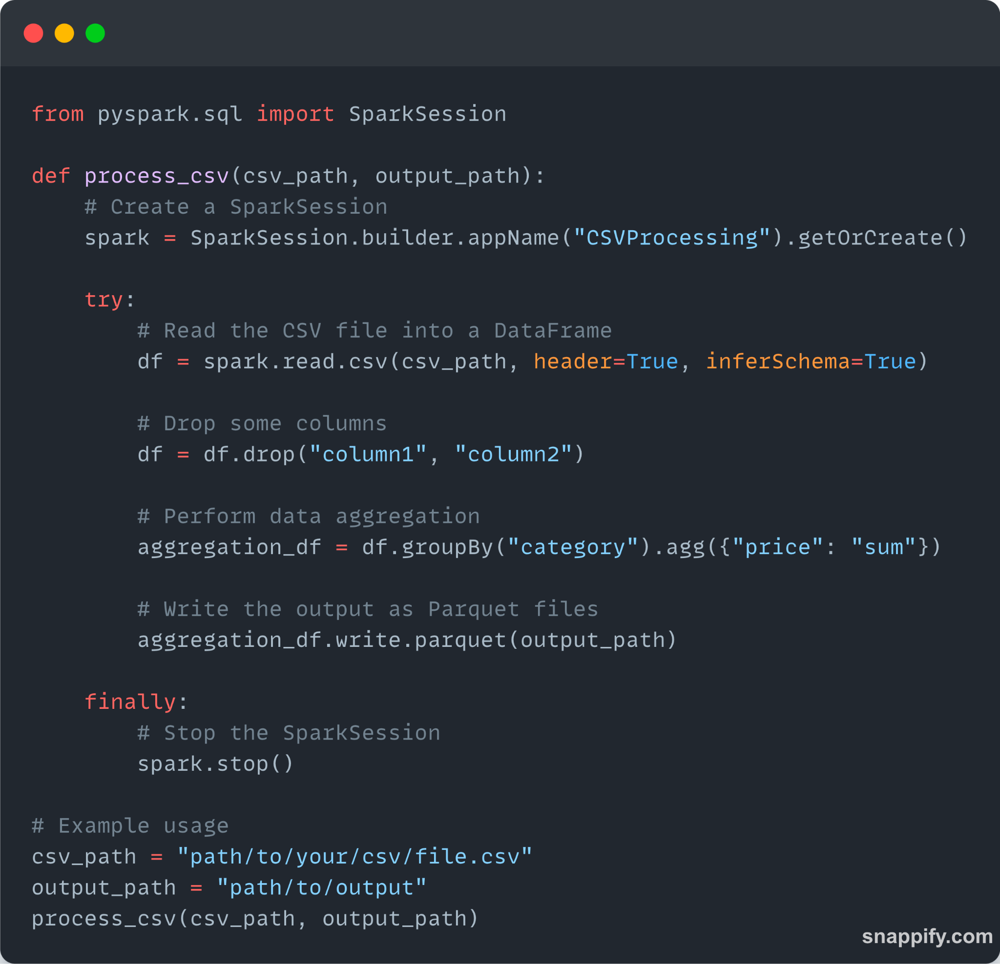 from pyspark.sql import SparkSession
def process_csv(csv_path, output_path):
    # Create a SparkSession
    spark = SparkSession.builder.appName("CSVProcessing").getOrCreate()
    try:
        # Read the CSV file into a DataFrame
        df = spark.read.csv(csv_path, header=True, inferSchema=True)
        # Drop some columns
        df = df.drop("column1", "column2")
        # Perform data aggregation
        aggregation_df = df.groupBy("category").agg({"price": "sum"})
        # Write the output as Parquet files
        aggregation_df.write.parquet(output_path)
    finally:
        # Stop the SparkSession
        spark.stop()
# Example usage
csv_path = "path/to/your/csv/file.csv"
output_path = "path/to/output"
process_csv(csv_path, output_path)
snappify.com